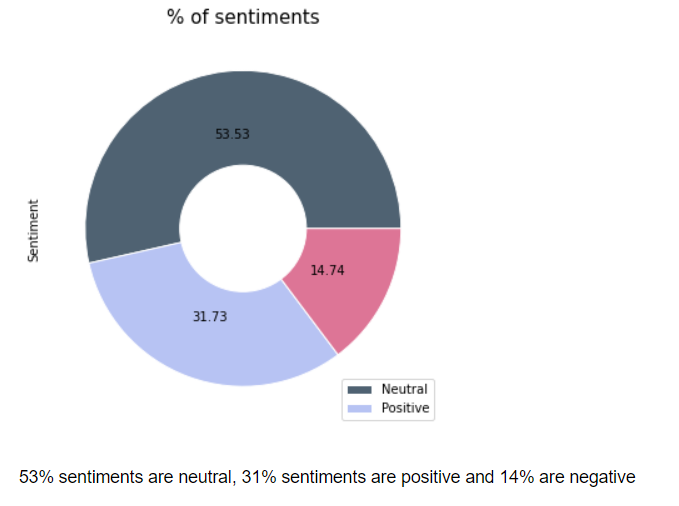 % of sentiments
53.53
Sentiment
14.74
31.73
Neutral
Positive
53% sentiments are neutral, 31% sentiments are positive and 14% are negative